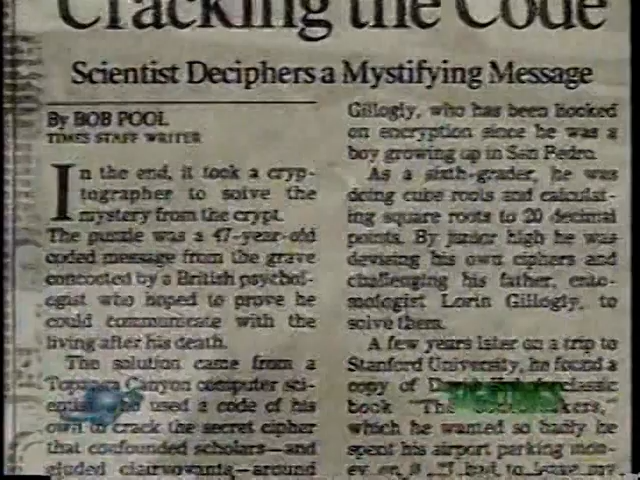 Cracking the Code
Scientist Deciphers a Mystifying Message
By BOB POOL
TIMES STAFF WRITER
In the end, it took a cryp-
tographer to solve the
mystery from the crypt.
The puzzle was a 47-year-old
coded message from the grave
concocted by a British psychol-
ogist who hoped to prove he
could communicate with the
living after his death.
The solution came from a
Topanga Canyon computer sci-
used a code of his
own to crack the secret cipher
that confounded scholars—and
eluded clairvoyants—around
Gillogly, who has been hooked
on encryption since he was a
boy growing up in San Pedro.
As a sixth-grader, he was
doing cube roots and calculat-
ing square roots to 20 decimal
points. By junior high he was
devising his own ciphers and
challenging his father, ento-
mologist Lorin Gillogly, to
solve them.
A few years later on a trip to
Stanford University, he found a
copy of classic
book "The
which he wanted so badly he
spent his airport parking mon-
ey on it. "I had to